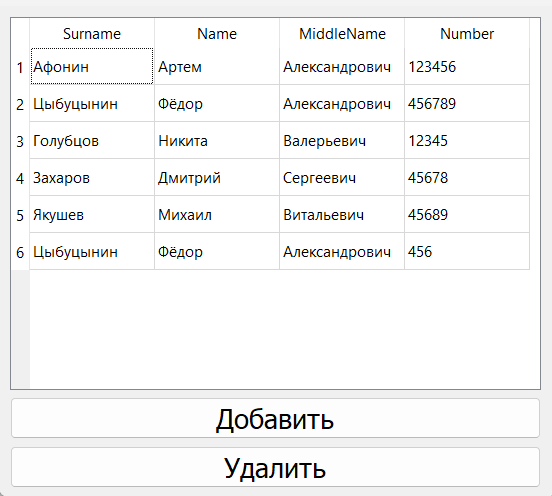 Surname Name MiddleName Number
1 Афонин Артем Александрович 123456
2 Цыбуцынин Фёдор Александрович 456789
3 Голубцов Никита Валерьевич 12345
4 Захаров Дмитрий Сергеевич 45678
5 Якушев Михаил Витальевич 45689
6 Цыбуцынин Фёдор Александрович 456
Добавить
Удалить